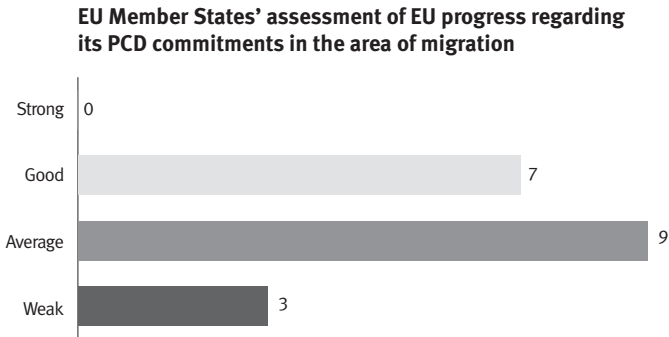 EU Member States’ assessment of EU progress regarding
its PCD commitments in the area of migration
Strong 0
Good 7
Average 9
Weak 3